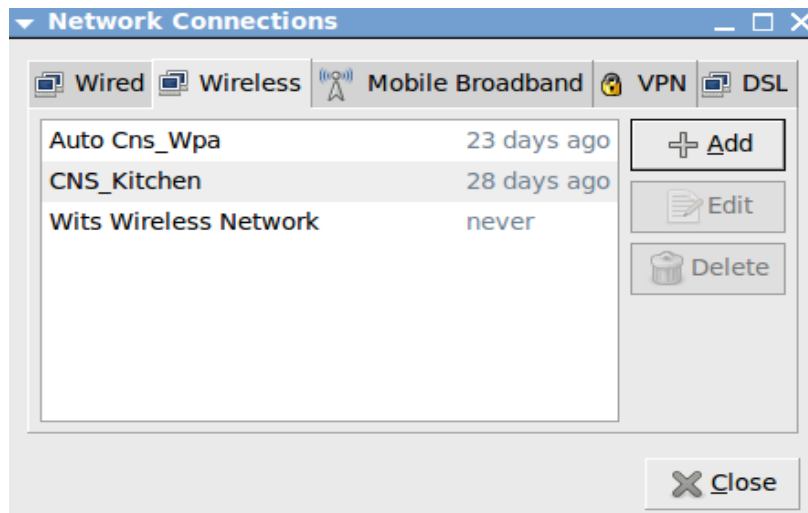 Network Connections
Wired Wireless Mobile Broadband VPN DSL
Auto Cns_Wpa 23 days ago
CNS_Kitchen 28 days ago
Wits Wireless Network never
Add
Edit
Delete
Close